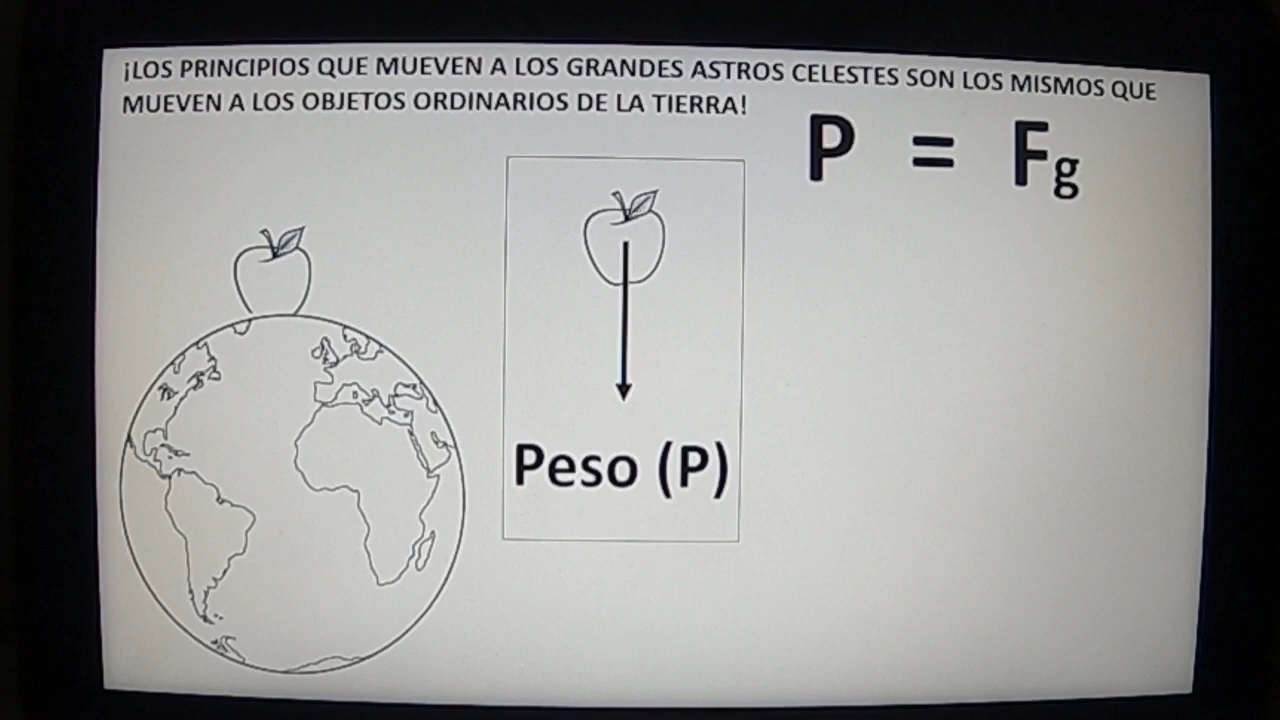 ¡LOS PRINCIPIOS QUE MUEVEN A LOS GRANDES ASTROS CELESTES SON LOS MISMOS QUE
MUEVEN A LOS OBJETOS ORDINARIOS DE LA TIERRA!
P = Fg
Peso (P)